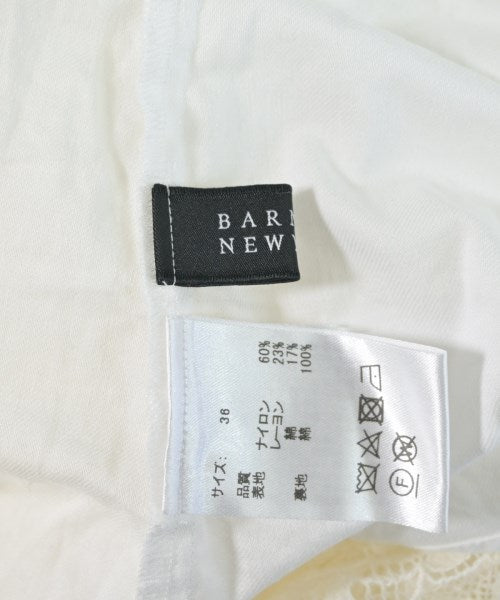 BAR
NEW
サイズ: 36
品質
表地 ナイロン 60%
レーヨン 23%
綿 17%
裏地 綿 100%
F W